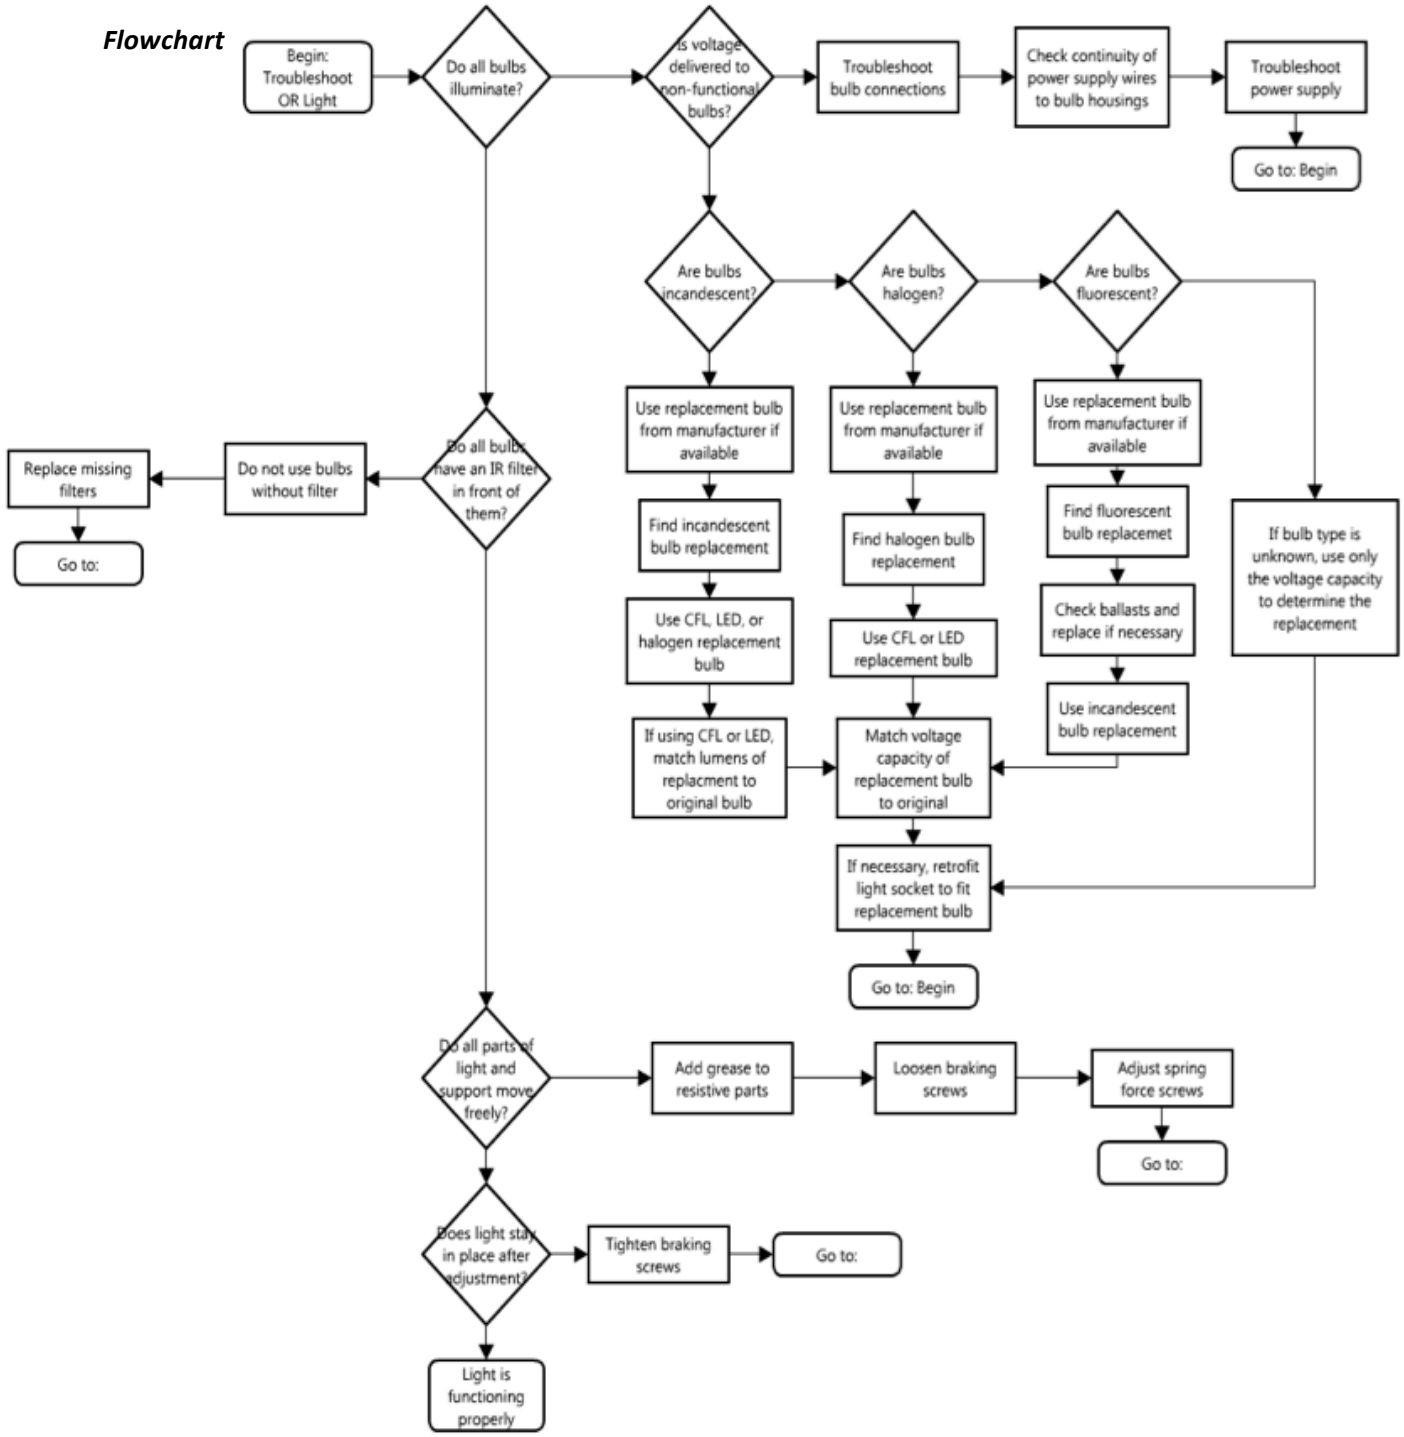 Flowchart
Begin:
Troubleshoot
OR Light
Do all bulbs
illuminate?
Is voltage
delivered to
non-functional
bulbs?
Troubleshoot
bulb connections
Check continuity of
power supply wires
to bulb housings
Troubleshoot
power supply
Go to: Begin
Are bulbs
incandescent?
Are bulbs
halogen?
Are bulbs
fluorescent?
Use replacement bulb
from manufacturer if
available
Find incandescent
bulb replacement
Use CFL, LED, or
halogen replacement
bulb
If using CFL or LED,
match lumens of
replacment to
original bulb
Use replacement bulb
from manufacturer if
available
Find halogen bulb
replacement
Use CFL or LED
replacement bulb
Match voltage
capacity of
replacement bulb
to original
If necessary, retrofit
light socket to fit
replacement bulb
Go to: Begin
Use replacement bulb
from manufacturer if
available
Find fluorescent
bulb replacemet
Check ballasts and
replace if necessary
Use incandescent
bulb replacement
If bulb type is
unknown, use only
the voltage capacity
to determine the
replacement
Do all bulbs
have an IR filter
in front of
them?
Do not use bulbs
without filter
Replace missing
filters
Go to:
Do all parts of
light and
support move
freely?
Add grease to
resistive parts
Loosen braking
screws
Adjust spring
force screws
Go to:
Does light stay
in place after
adjustment?
Tighten braking
screws
Go to:
Light is
functioning
properly